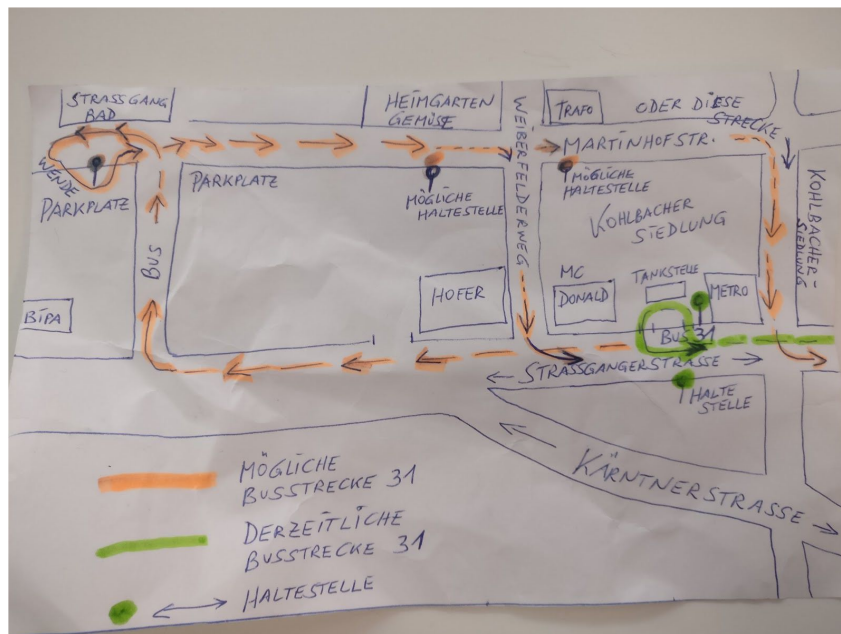 STRASSGANG
BAD
HEIMGARTEN
GEMÜSE
TRAFO
ODER DIESE
STRECKE
WEIBERFELDERWEG
MARTINHOFSTR.
WENDE
PARKPLATZ
PARKPLATZ
MÖGLICHE
HALTESTELLE
MÖGLICHE
HALTESTELLE
KOHLBACHER
SIEDLUNG
KOHLBACHER-
SIEDLUNG
BUS
BIPA
HOFER
MC
DONALD
TANKSTELLE
METRO
BUS 31
STRASSGANGERSTRASSE
HALTE
STELLE
KÄRNTNERSTRASSE
MÖGLICHE
BUSSTRECKE 31
DERZEITLICHE
BUSSTRECKE 31
HALTESTELLE